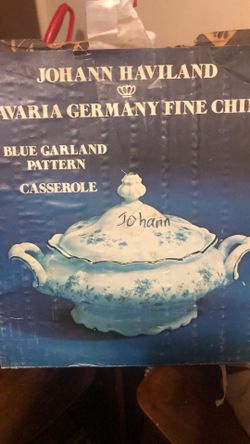 JOHANN HAVILAND
AVARIA GERMANY FINE CHI
BLUE GARLAND
PATTERN
CASSEROLE
Johann